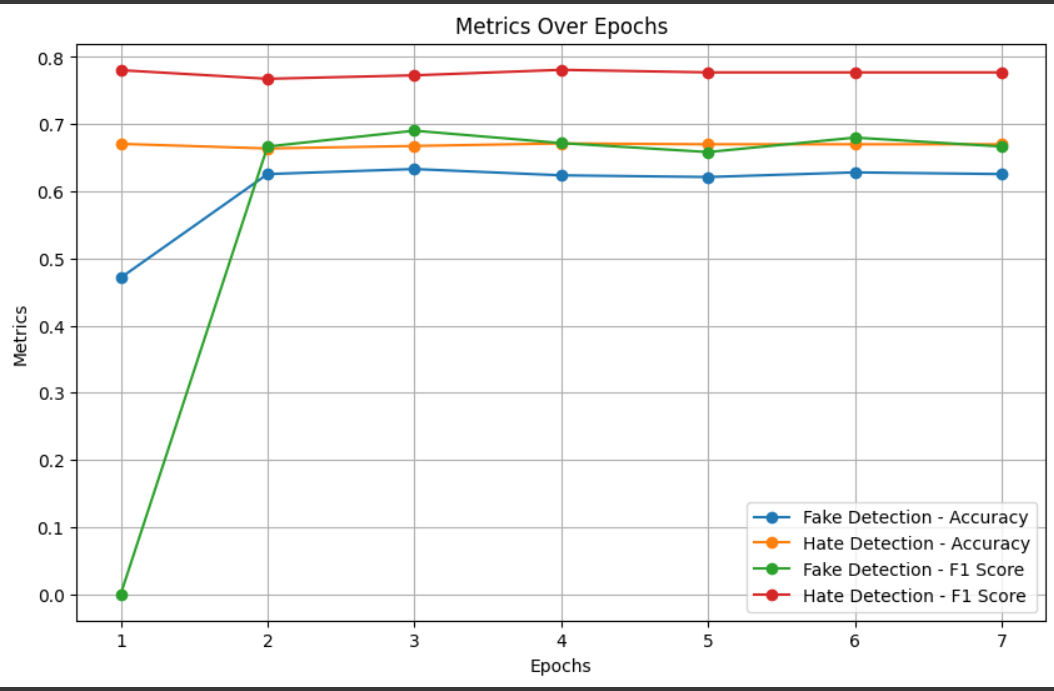 Metrics Over Epochs
Metrics
0.8
0.7
0.6
0.5
0.4
0.3
0.2
0.1
0.0
Fake Detection - Accuracy
Hate Detection - Accuracy
Fake Detection - F1 Score
Hate Detection - F1 Score
1 2 3 4 5 6 7
Epochs